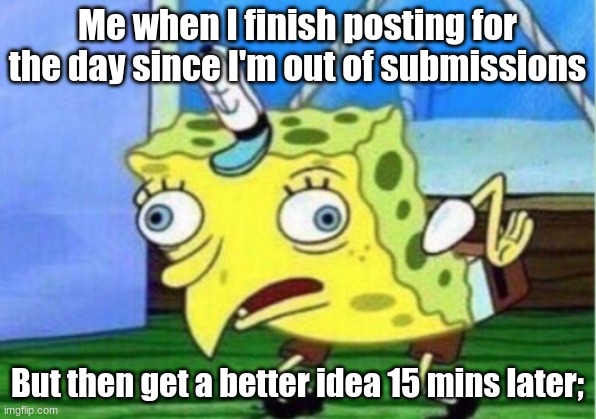 Me when I finish posting for
the day since I'm out of submissions
But then get a better idea 15 mins later;
imgflip.com